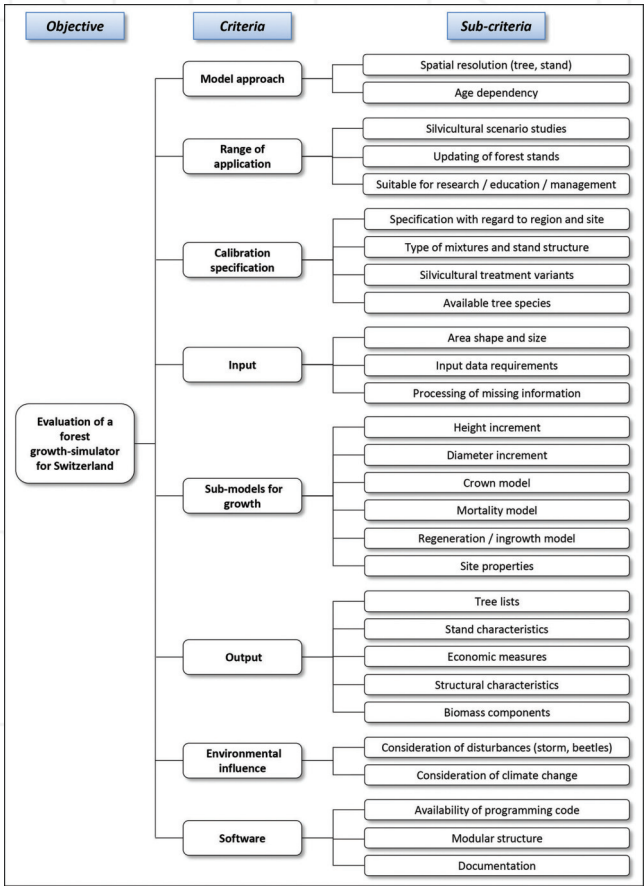 Objective
Criteria
Sub-criteria
Evaluation of a
forest
growth-simulator
for Switzerland
Model approach
Spatial resolution (tree, stand)
Age dependency
Range of
application
Silvicultural scenario studies
Updating of forest stands
Suitable for research / education / management
Calibration
specification
Specification with regard to region and site
Type of mixtures and stand structure
Silvicultural treatment variants
Available tree species
Input
Area shape and size
Input data requirements
Processing of missing information
Sub-models for
growth
Height increment
Diameter increment
Crown model
Mortality model
Regeneration / ingrowth model
Site properties
Output
Tree lists
Stand characteristics
Economic measures
Structural characteristics
Biomass components
Environmental
influence
Consideration of disturbances (storm, beetles)
Consideration of climate change
Software
Availability of programming code
Modular structure
Documentation